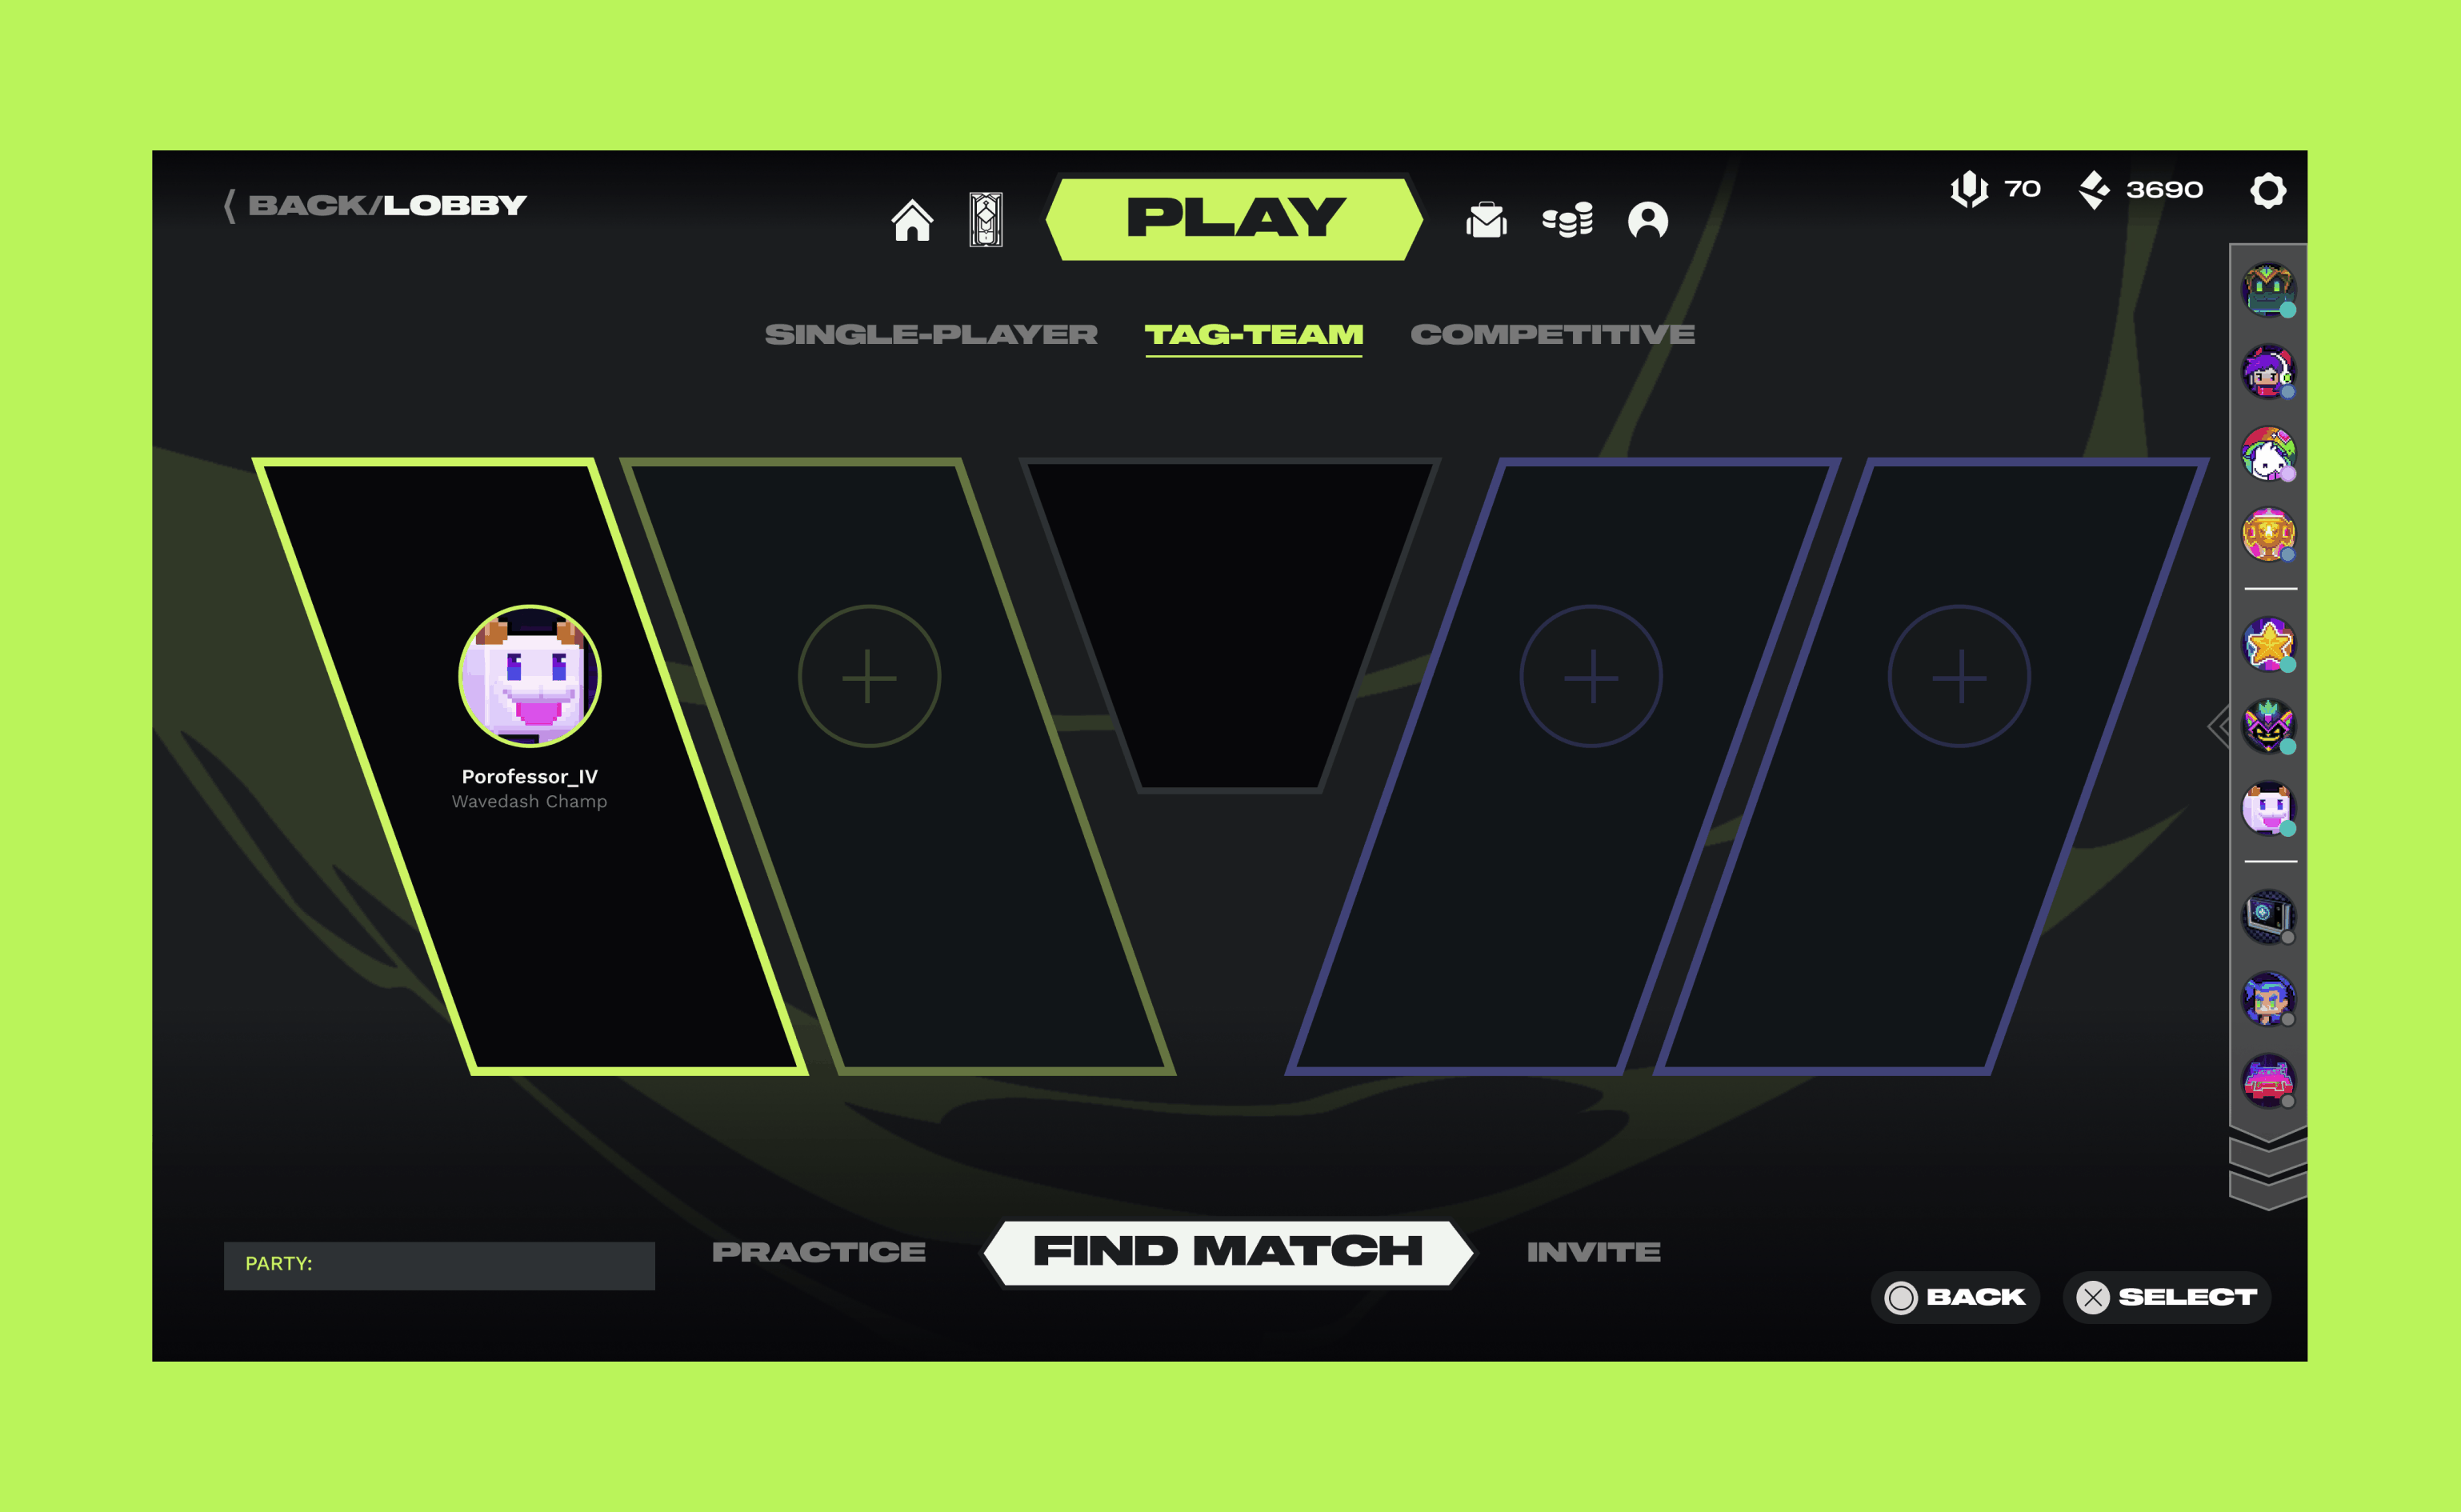 BACK/LOBBY
PLAY
70
3690
SINGLE-PLAYER
TAG-TEAM
COMPETITIVE
Porofessor_IV
Wavedash Champ
PARTY:
PRACTICE
FIND MATCH
INVITE
BACK
SELECT